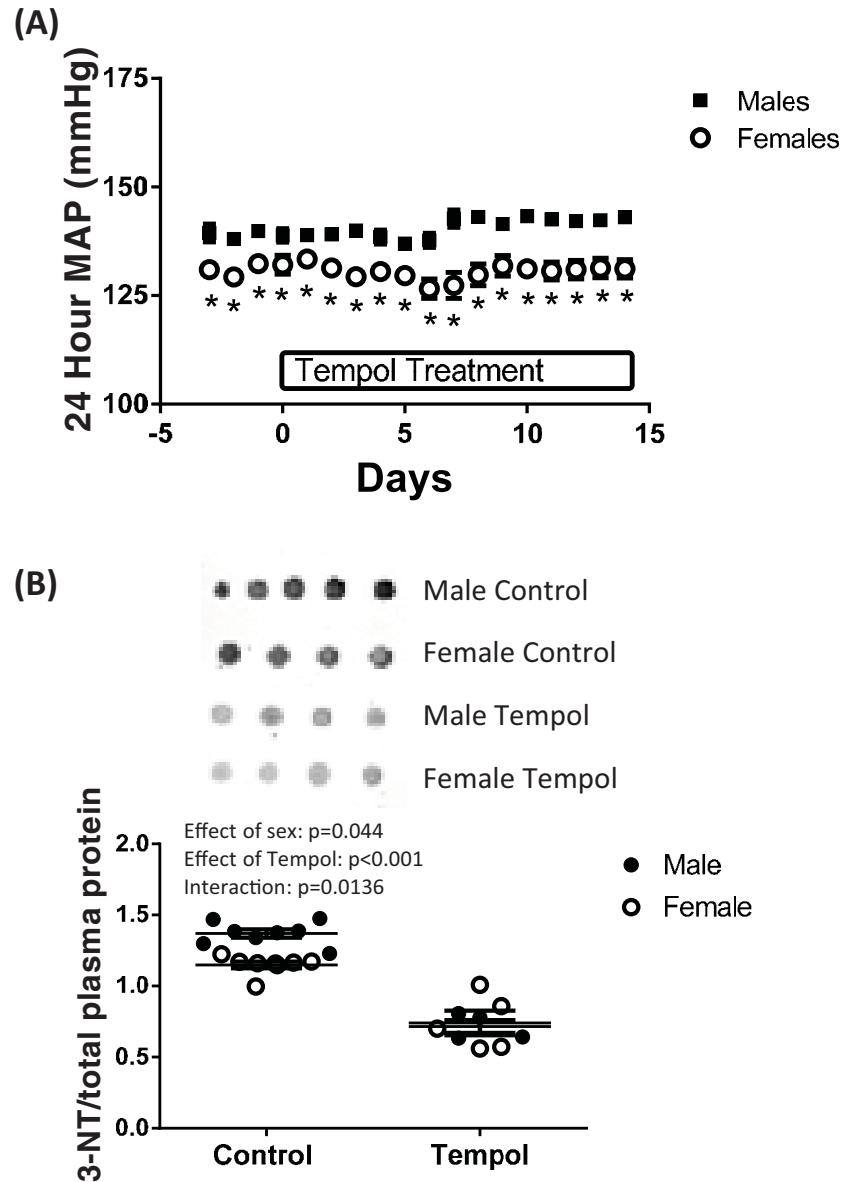 (A)
24 Hour MAP (mmHg)
175
150
125
100
-5 0 5 10 15
Days
Males
Females
* * * * * * * * * * * * * * * * * *
Tempol Treatment
(B)
Male Control
Female Control
Male Tempol
Female Tempol
3-NT/total plasma protein
Effect of sex: p=0.044
Effect of Tempol: p<0.001
Interaction: p=0.0136
2.0
1.5
1.0
0.5
0.0
Control Tempol
Male
Female